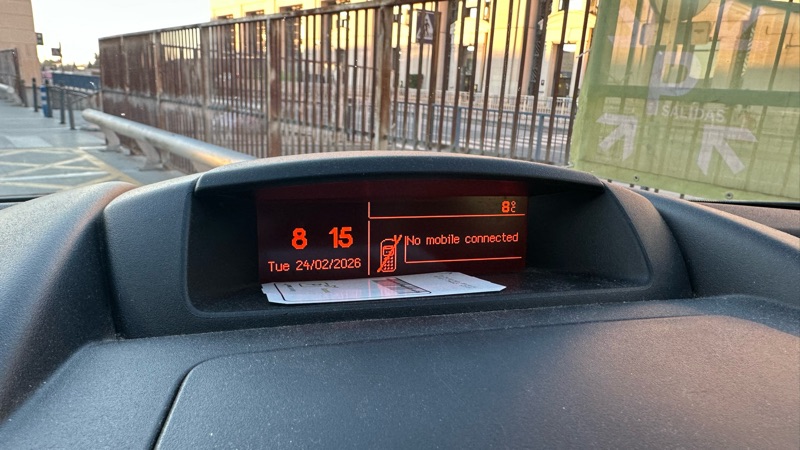 P
SALIDAS
8°C
8 15
No mobile connected
Tue 24/02/2026